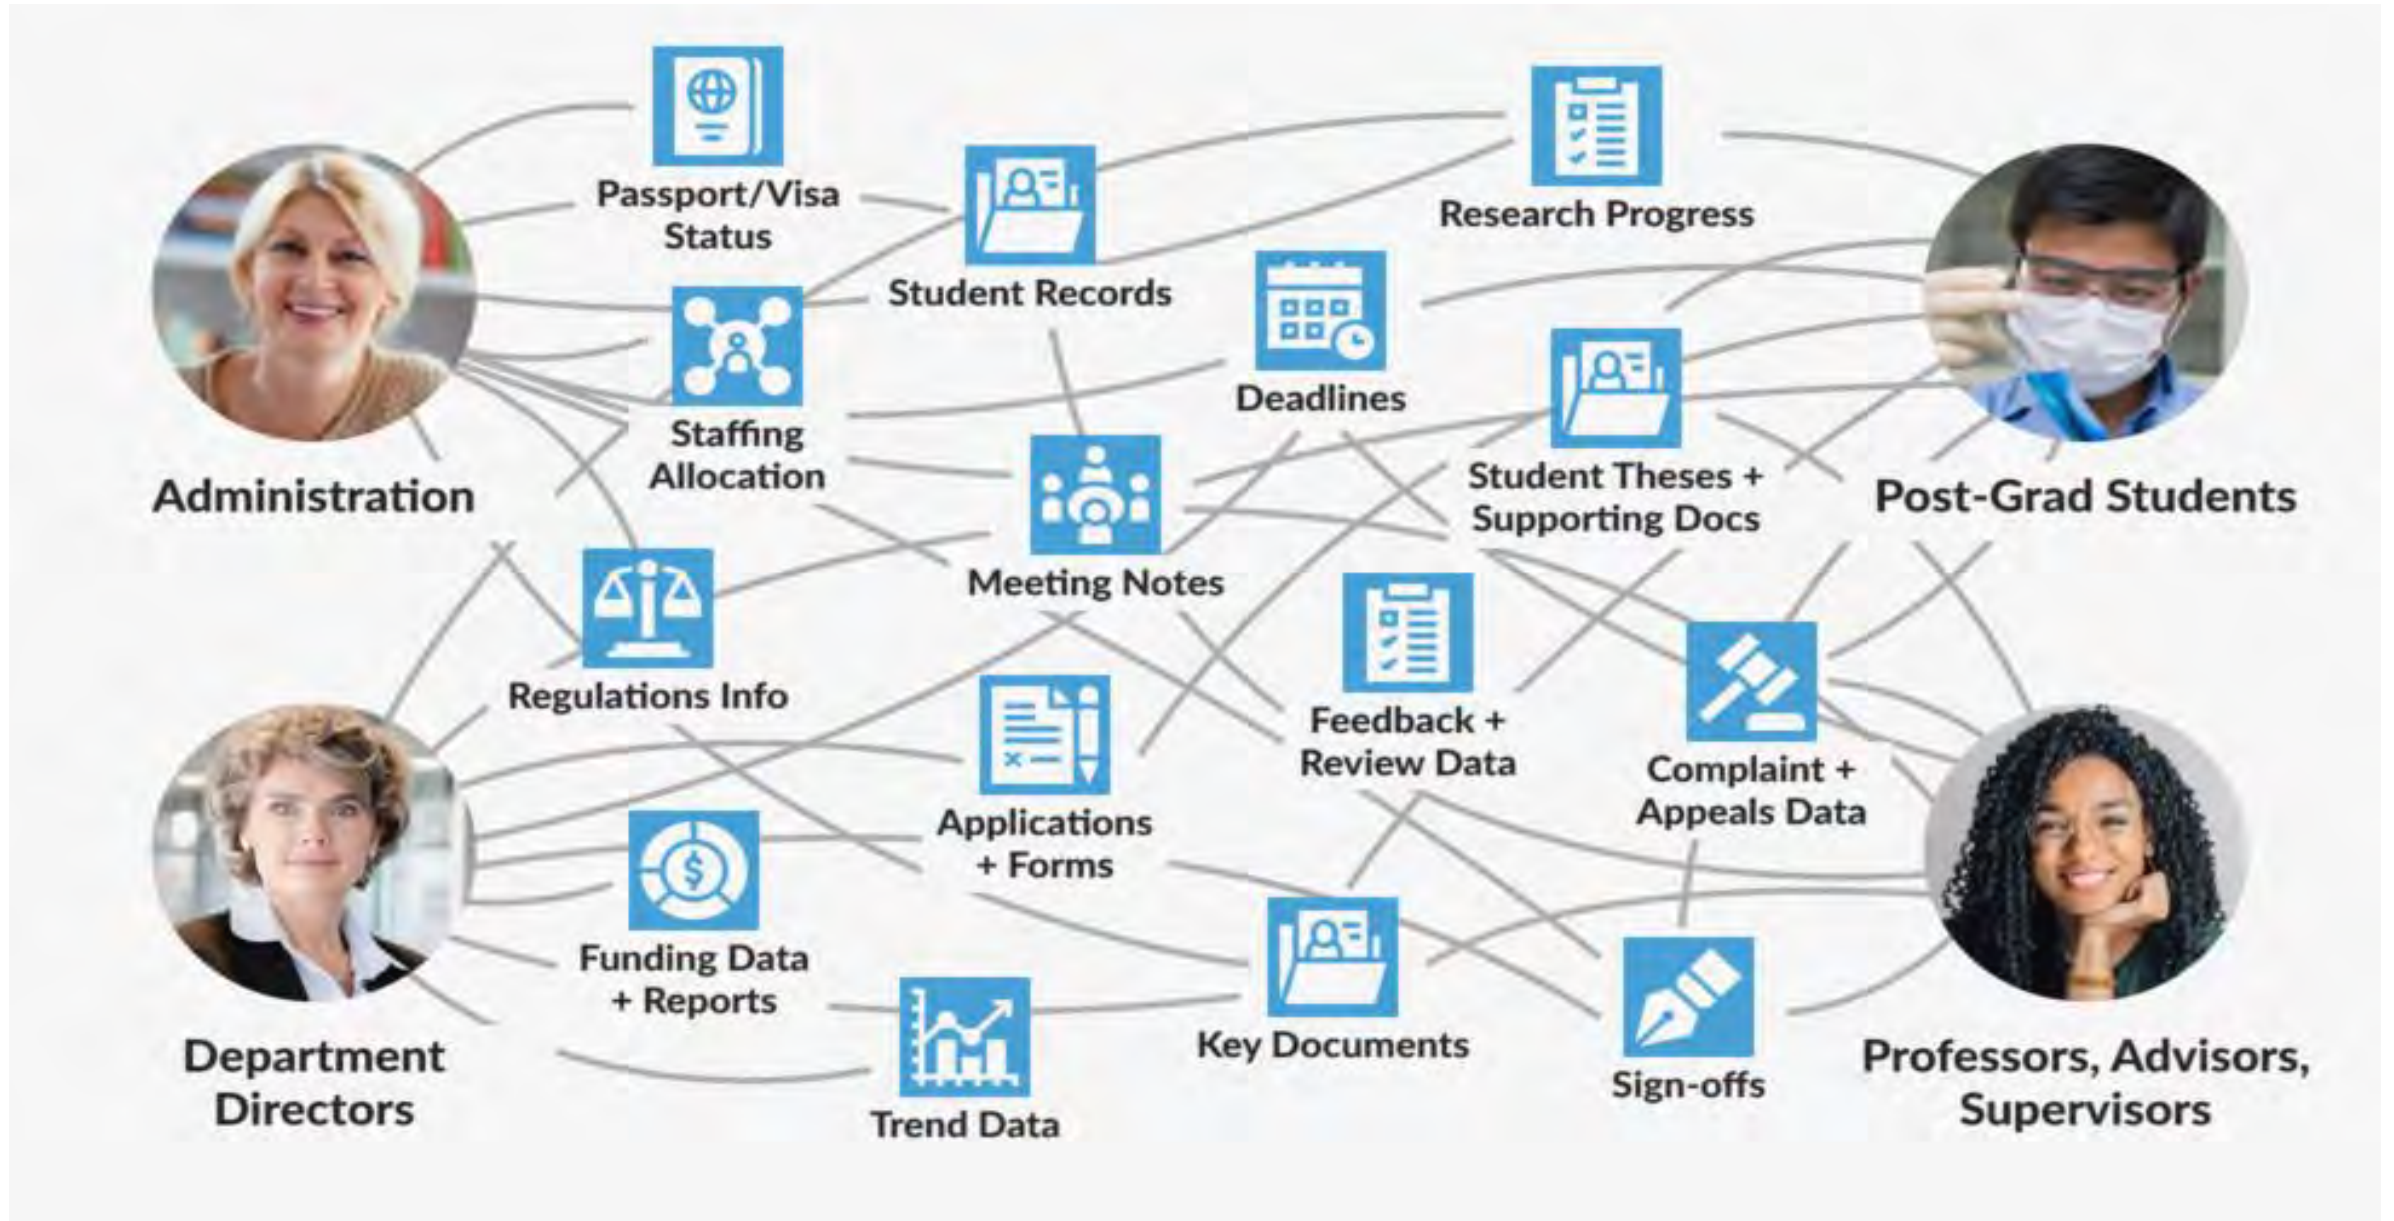 Passport/Visa
Status
Research Progress
Student Records
Deadlines
Staffing
Allocation
Student Theses +
Supporting Docs
Administration
Post-Grad Students
Meeting Notes
Regulations Info
Feedback +
Review Data
Complaint +
Appeals Data
Applications
+ Forms
$
Funding Data
+ Reports
Key Documents
Sign-offs
Department
Directors
Professors, Advisors,
Supervisors
Trend Data